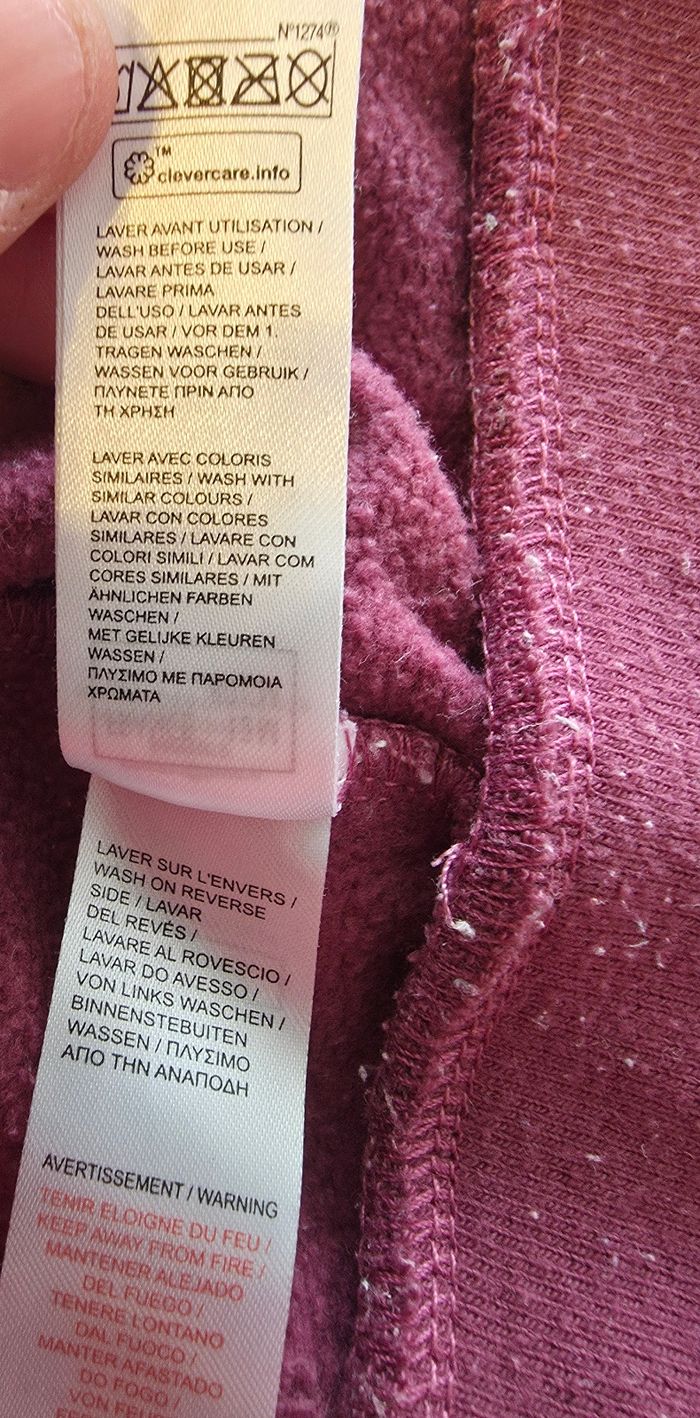 N°1274®
™
clevercare.info
LAVER AVANT UTILISATION /
WASH BEFORE USE /
LAVAR ANTES DE USAR /
LAVARE PRIMA
DELL'USO / LAVAR ANTES
DE USAR / VOR DEM 1.
TRAGEN WASCHEN /
WASSEN VOOR GEBRUIK /
ΠΛΥΝΕΤΕ ΠΡΙΝ ΑΠΟ
ΤΗ ΧΡΗΣΗ
LAVER AVEC COLORIS
SIMILAIRES / WASH WITH
SIMILAR COLOURS /
LAVAR CON COLORES
SIMILARES / LAVARE CON
COLORI SIMILI / LAVAR COM
CORES SIMILARES / MIT
ÄHNLICHEN FARBEN
WASCHEN /
MET GELIJKE KLEUREN
WASSEN /
ΠΛΥΣΙΜΟ ΜΕ ΠΑΡΟΜΟΙΑ
ΧΡΩΜΑΤΑ
LAVER SUR L'ENVERS /
WASH ON REVERSE
SIDE / LAVAR
DEL REVÉS /
LAVARE AL ROVESCIO /
LAVAR DO AVESSO /
VON LINKS WASCHEN /
BINNENSTEBUITEN
WASSEN / ΠΛΥΣΙΜΟ
ΑΠΟ ΤΗΝ ΑΝΑΠΟΔΗ
AVERTISSEMENT / WARNING
TENIR ELOIGNE DU FEU /
KEEP AWAY FROM FIRE /
MANTENER ALEJADO
DEL FUEGO /
TENERE LONTANO
DAL FUOCO /
MANTER AFASTADO
DO FOGO /
VON FEUER